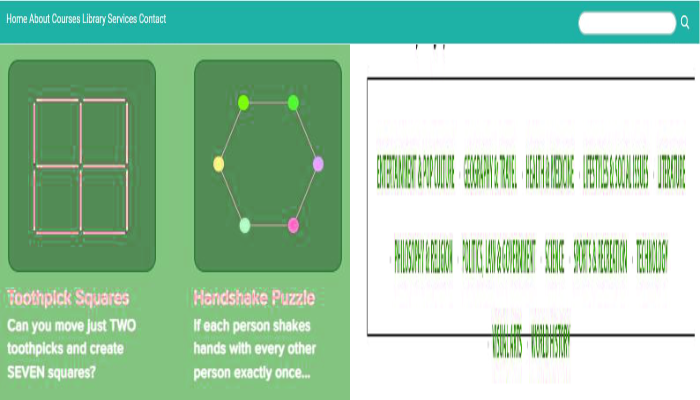 Home About Courses Library Services Contact
Toothpick Squares
Can you move just TWO
toothpicks and create
SEVEN squares?
Handshake Puzzle
If each person shakes
hands with every other
person exactly once...
ENTERTAINMENT & POP CULTURE · GEOGRAPHY & TRAVEL · HEALTH & MEDICINE · LIFESTYLES & SOCIAL ISSUES · LITERATURE
· PHILOSOPHY & RELIGION · POLITICS, LAW & GOVERNMENT · SCIENCE · SPORTS & RECREATION · TECHNOLOGY
· VISUAL ARTS · WORLD HISTORY